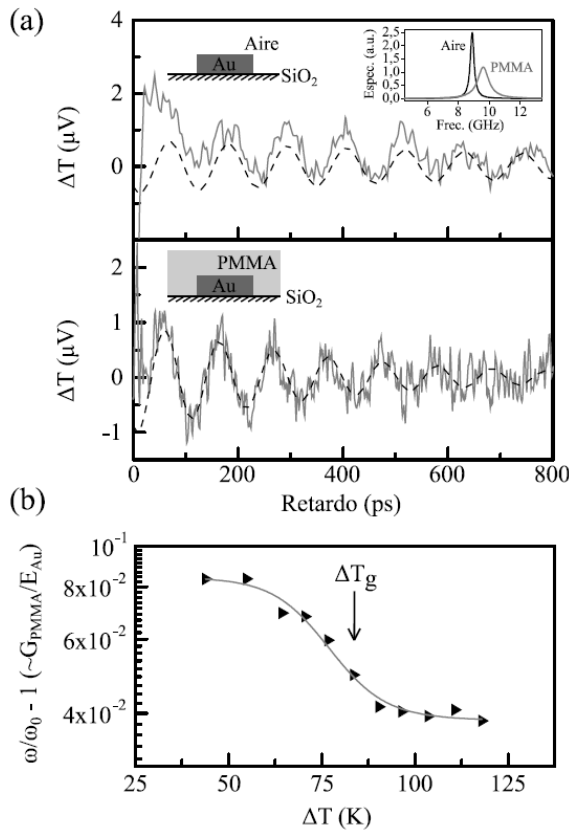 (a)
Aire
Au
SiO₂
Espec. (a.u.)
2,5
2,0
1,5
1,0
0,5
0,0
Aire
PMMA
6 8 10 12
Frec. (GHz)
ΔT (μV)
4
2
0
PMMA
Au
SiO₂
ΔT (μV)
2
1
0
-1
0 200 400 600 800
Retardo (ps)
(b)
ω/ω₀ - 1 (~G_PMMA/E_Au)
10⁻¹
8x10⁻²
6x10⁻²
4x10⁻²
ΔTg
25 50 75 100 125
ΔT (K)